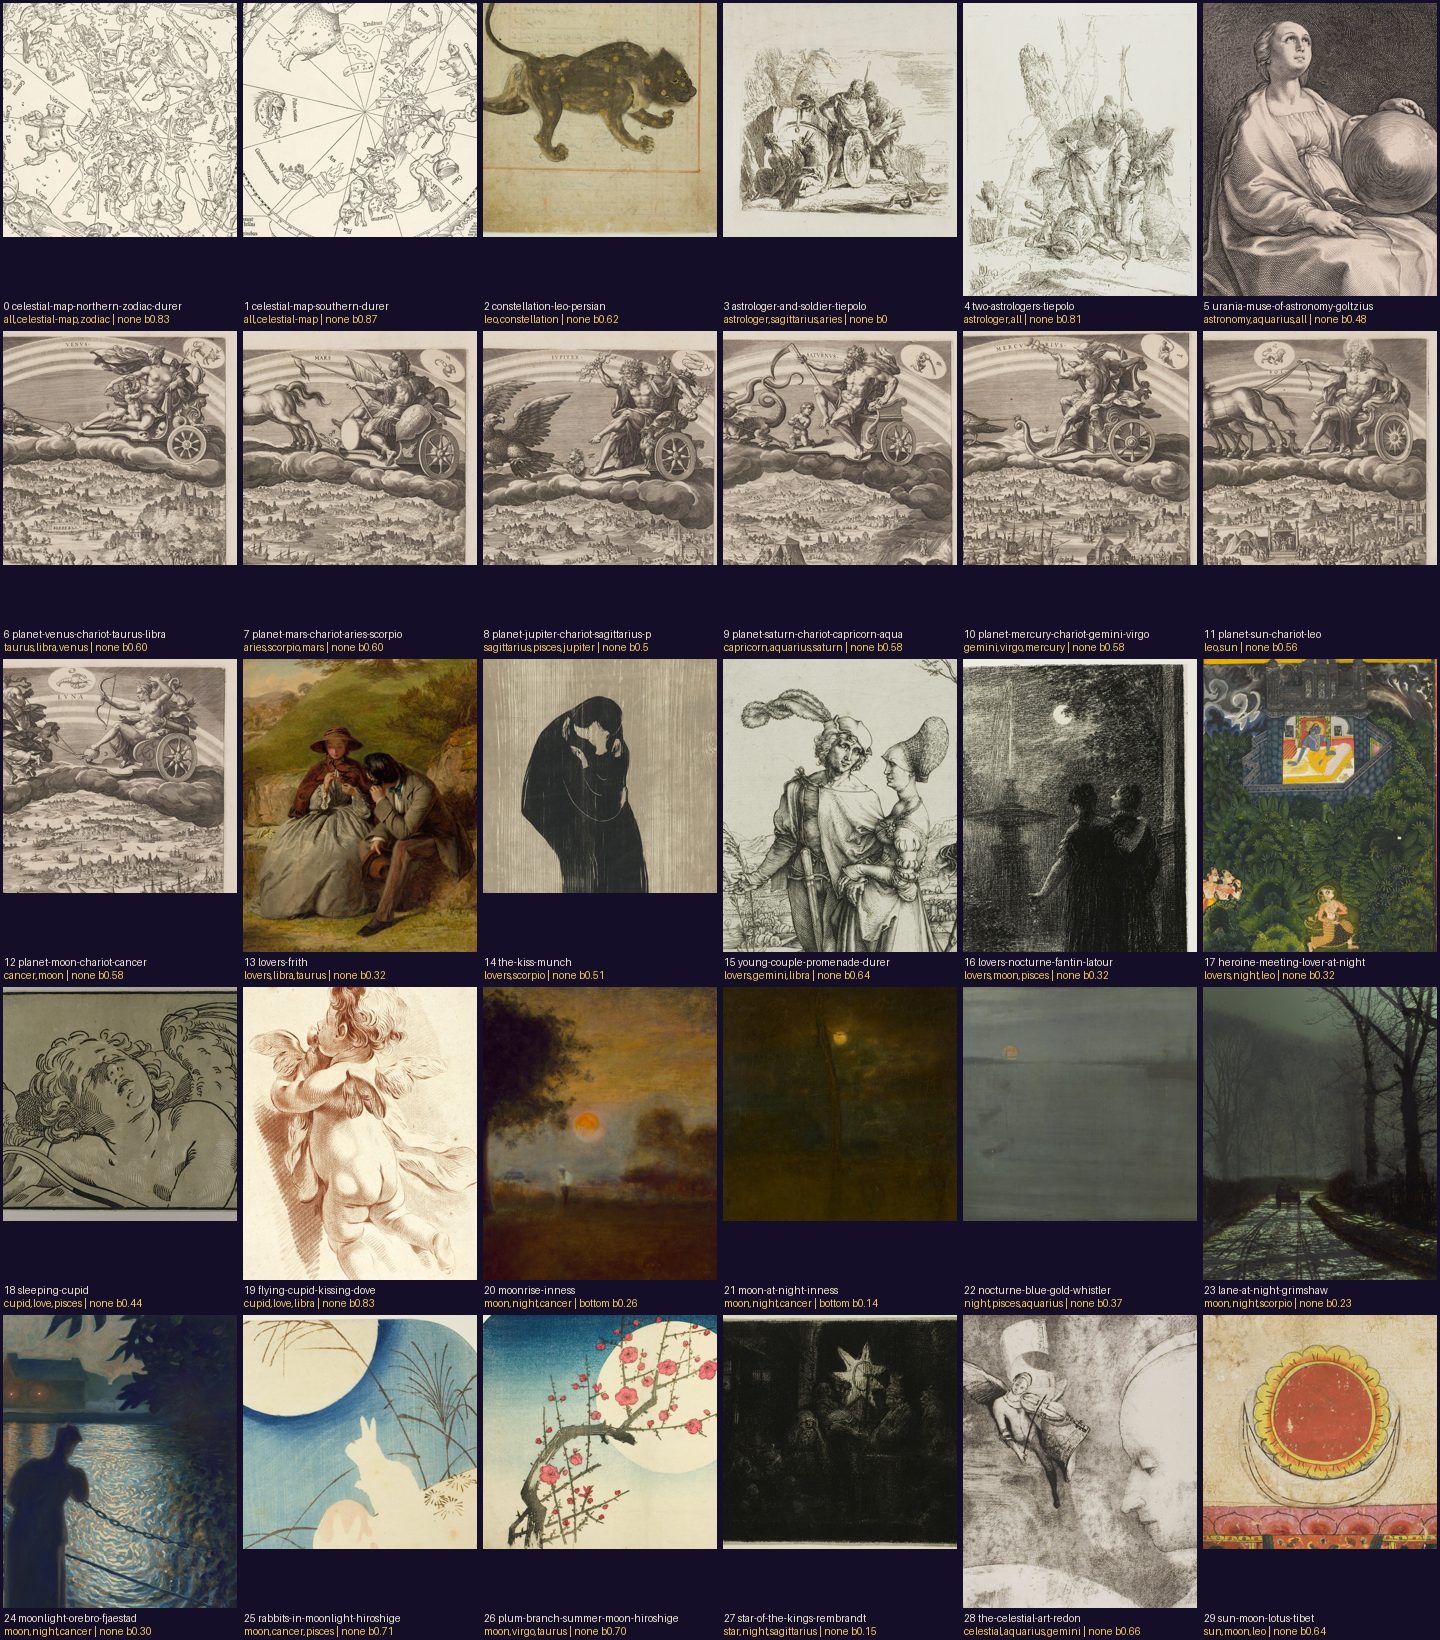 0 celestial-map-northern-zodiac-durer
all,celestial-map,zodiac | none b0.83
1 celestial-map-southern-durer
all,celestial-map | none b0.87
2 constellation-leo-persian
leo,constellation | none b0.62
3 astrologer-and-soldier-tiepolo
astrologer,sagittarius,aries | none b0
4 two-astrologers-tiepolo
astrologer,all | none b0.81
5 urania-muse-of-astronomy-goltzius
astronomy,aquarius,all | none b0.48
VENVS
MARS
IVPITER
SATVRNVS
MERCV RIVS
SOL
6 planet-venus-chariot-taurus-libra
taurus,libra,venus | none b0.60
7 planet-mars-chariot-aries-scorpio
aries,scorpio,mars | none b0.60
8 planet-jupiter-chariot-sagittarius-p
sagittarius,pisces,jupiter | none b0.5
9 planet-saturn-chariot-capricorn-aqua
capricorn,aquarius,saturn | none b0.58
10 planet-mercury-chariot-gemini-virgo
gemini,virgo,mercury | none b0.58
11 planet-sun-chariot-leo
leo,sun | none b0.56
LVNA
12 planet-moon-chariot-cancer
cancer,moon | none b0.58
13 lovers-frith
lovers,libra,taurus | none b0.32
14 the-kiss-munch
lovers,scorpio | none b0.51
15 young-couple-promenade-durer
lovers,gemini,libra | none b0.64
16 lovers-nocturne-fantin-latour
lovers,moon,pisces | none b0.32
17 heroine-meeting-lover-at-night
lovers,night,leo | none b0.32
18 sleeping-cupid
cupid,love,pisces | none b0.44
19 flying-cupid-kissing-dove
cupid,love,libra | none b0.83
20 moonrise-inness
moon,night,cancer | bottom b0.26
21 moon-at-night-inness
moon,night,cancer | bottom b0.14
22 nocturne-blue-gold-whistler
night,pisces,aquarius | none b0.37
23 lane-at-night-grimshaw
moon,night,scorpio | none b0.23
24 moonlight-orebro-fjaestad
moon,night,cancer | none b0.30
25 rabbits-in-moonlight-hiroshige
moon,cancer,pisces | none b0.71
26 plum-branch-summer-moon-hiroshige
moon,virgo,taurus | none b0.70
27 star-of-the-kings-rembrandt
star,night,sagittarius | none b0.15
28 the-celestial-art-redon
celestial,aquarius,gemini | none b0.66
29 sun-moon-lotus-tibet
sun,moon,leo | none b0.64